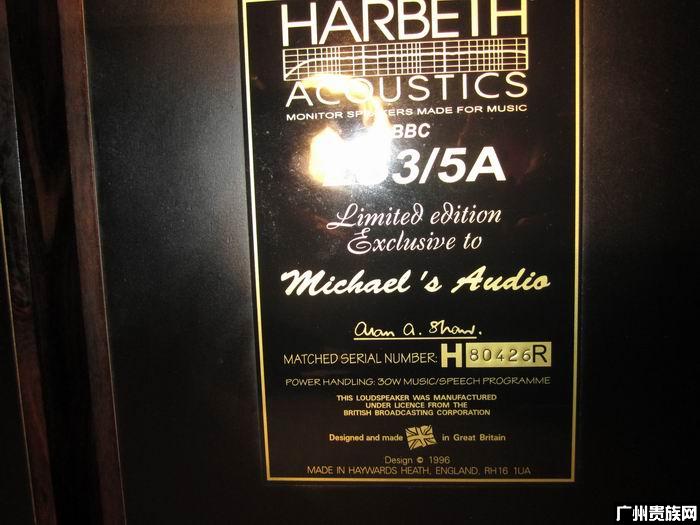 HARBETH
ACOUSTICS
MONITOR SPEAKERS MADE FOR MUSIC
BBC
3/5A
Limited edition
Exclusive to
Michael's Audio
Alan A. Shaw.
MATCHED SERIAL NUMBER: H 80426R
POWER HANDLING: 30W MUSIC/SPEECH PROGRAMME
THIS LOUDSPEAKER WAS MANUFACTURED
UNDER LICENCE FROM THE
BRITISH BROADCASTING CORPORATION
Designed and made in Great Britain
Design © 1996
MADE IN HAYWARDS HEATH, ENGLAND, RH16 1UA
广州贵族网